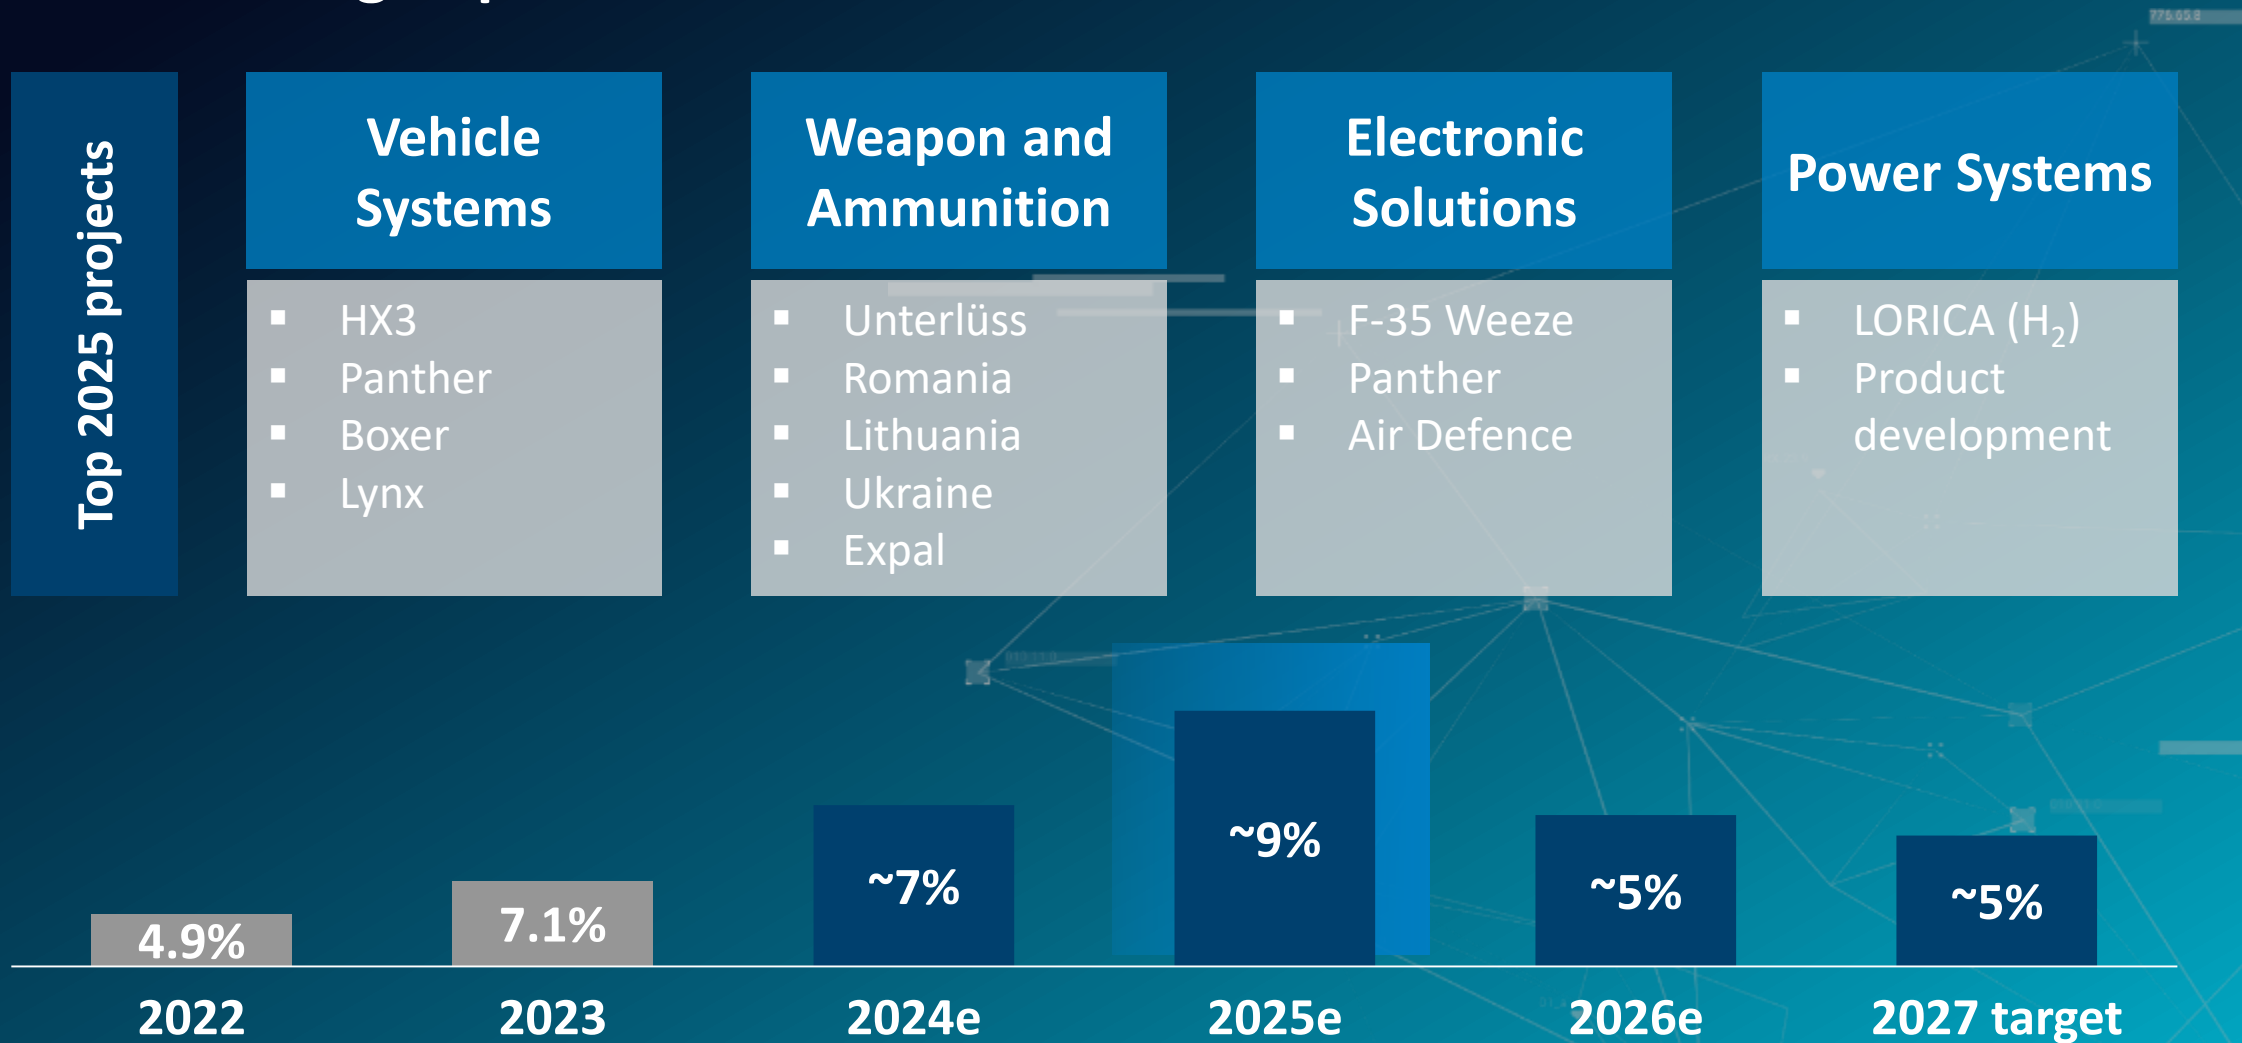 Top 2025 projects
Vehicle
Systems
▪ HX3
▪ Panther
▪ Boxer
▪ Lynx
Weapon and
Ammunition
▪ Unterlüss
▪ Romania
▪ Lithuania
▪ Ukraine
▪ Expal
Electronic
Solutions
▪ F-35 Weeze
▪ Panther
▪ Air Defence
Power Systems
▪ LORICA (H₂)
▪ Product
development
4.9%
7.1%
~7%
~9%
~5%
~5%
2022
2023
2024e
2025e
2026e
2027 target